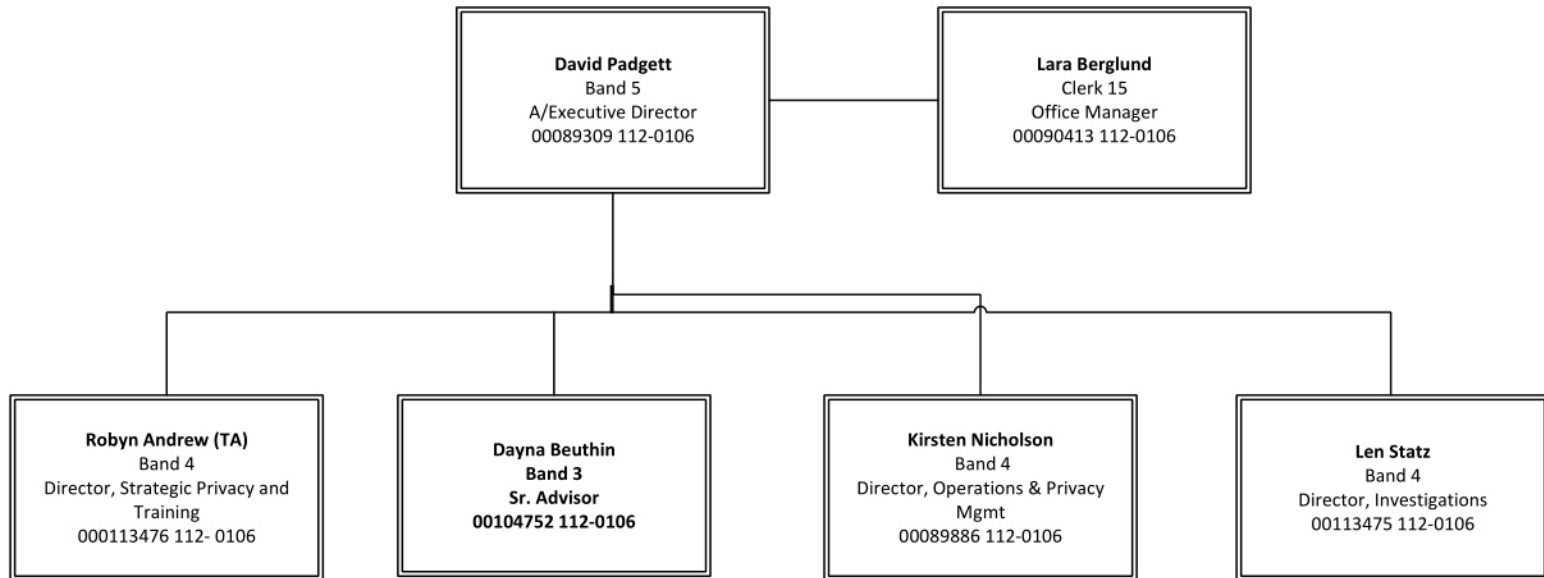 David Padgett
Band 5
A/Executive Director
00089309 112-0106
Lara Berglund
Clerk 15
Office Manager
00090413 112-0106
Robyn Andrew (TA)
Band 4
Director, Strategic Privacy and
Training
000113476 112- 0106
Dayna Beuthin
Band 3
Sr. Advisor
00104752 112-0106
Kirsten Nicholson
Band 4
Director, Operations & Privacy
Mgmt
00089886 112-0106
Len Statz
Band 4
Director, Investigations
00113475 112-0106